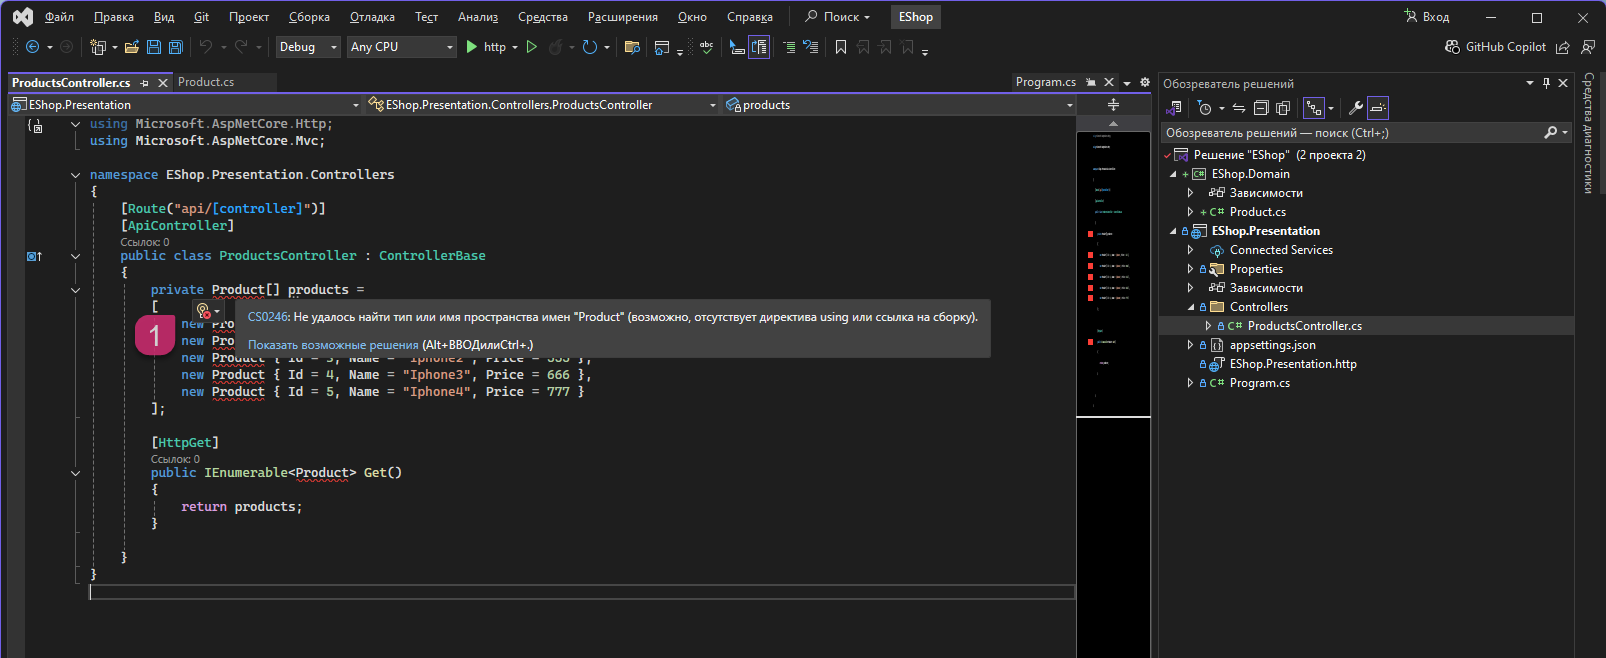 Файл Правка Вид Git Проект Сборка Отладка Тест Анализ Средства Расширения Окно Справка Поиск EShop Вход
Debug Any CPU http abc GitHub Copilot
ProductsController.cs Product.cs Program.cs
EShop.Presentation EShop.Presentation.Controllers.ProductsController products
using Microsoft.AspNetCore.Http;
using Microsoft.AspNetCore.Mvc;
namespace EShop.Presentation.Controllers
{
[Route("api/[controller]")]
[ApiController]
Ссылок: 0
public class ProductsController : ControllerBase
{
private Product[] products =
[
CS0246: Не удалось найти тип или имя пространства имен "Product" (возможно, отсутствует директива using или ссылка на сборку).
Показать возможные решения (Alt+ВВОДилиCtrl+.)
1
new Pro
new Pro
new Product { Id = 3, Name = "Iphone2", Price = 555 },
new Product { Id = 4, Name = "Iphone3", Price = 666 },
new Product { Id = 5, Name = "Iphone4", Price = 777 }
];
[HttpGet]
Ссылок: 0
public IEnumerable<Product> Get()
{
return products;
}
}
}
Обозреватель решений
Обозреватель решений — поиск (Ctrl+;)
Решение "EShop" (2 проекта 2)
EShop.Domain
Зависимости
C# Product.cs
EShop.Presentation
Connected Services
Properties
Зависимости
Controllers
C# ProductsController.cs
appsettings.json
EShop.Presentation.http
C# Program.cs
Средства диагностики